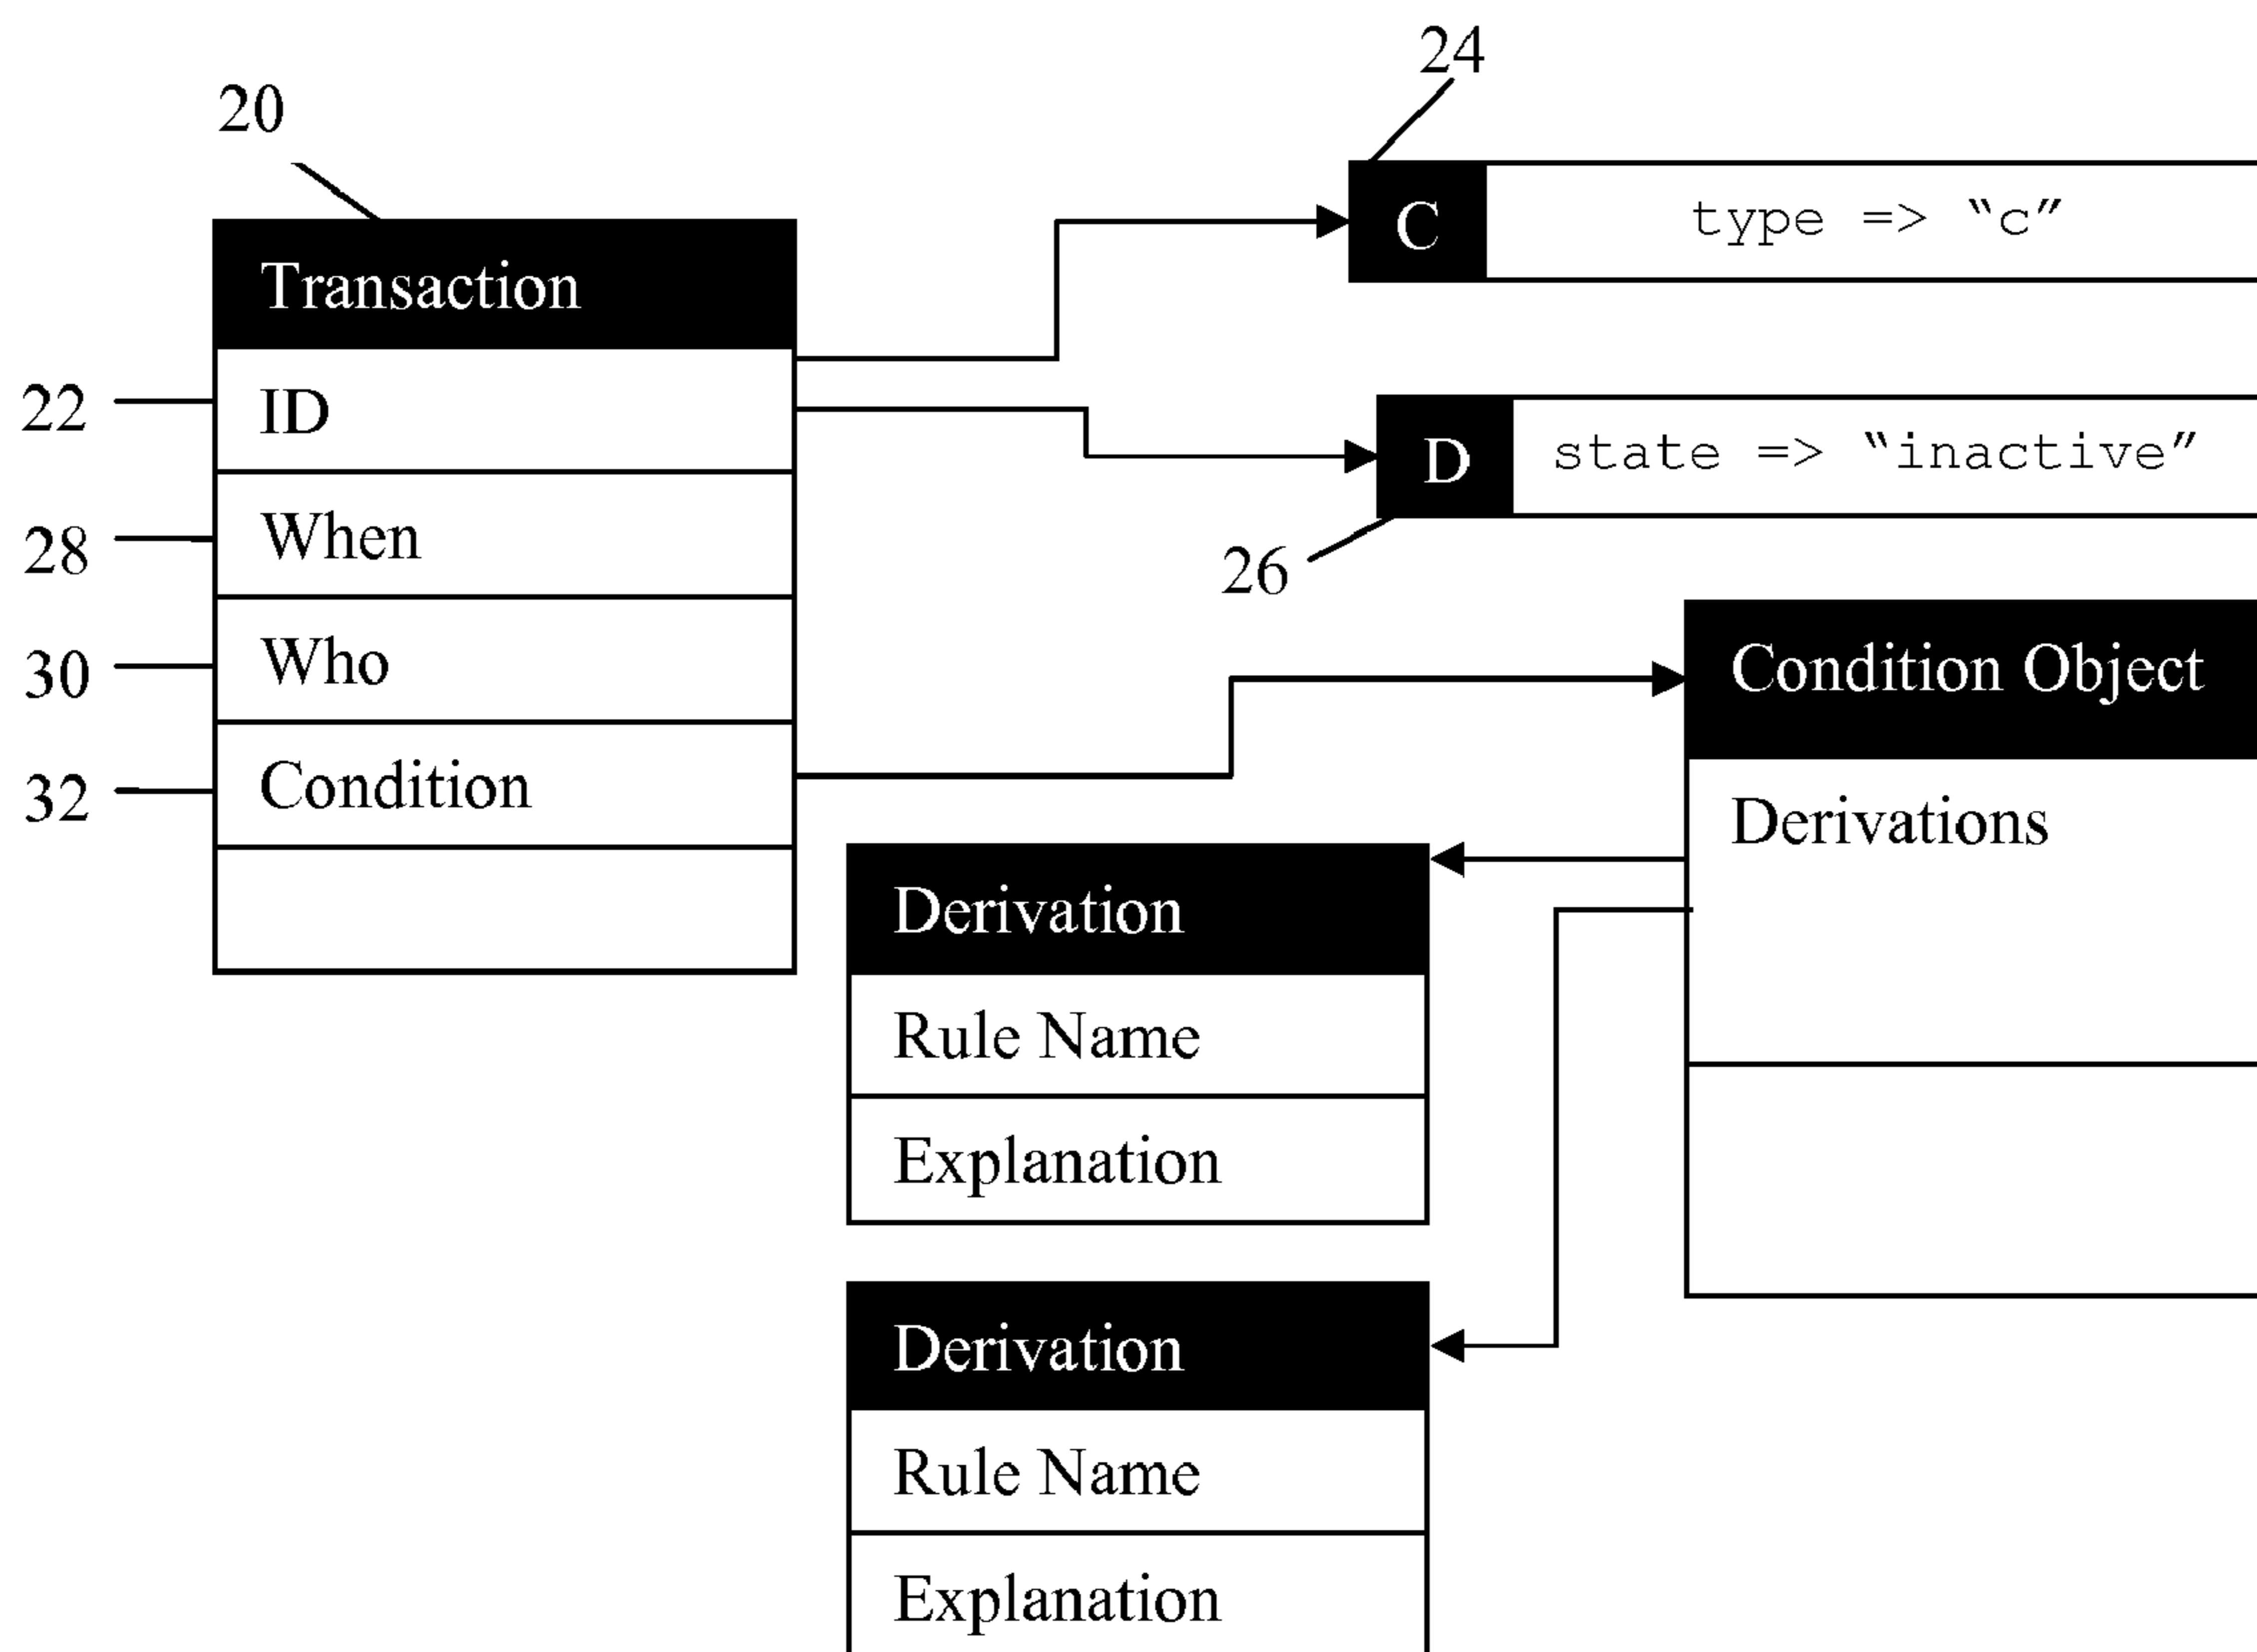 24
20
C type => “c”
Transaction
22 ID
D state => “inactive”
28 When
26
30 Who
Condition Object
32 Condition
Derivations
Derivation
Rule Name
Explanation
Derivation
Rule Name
Explanation